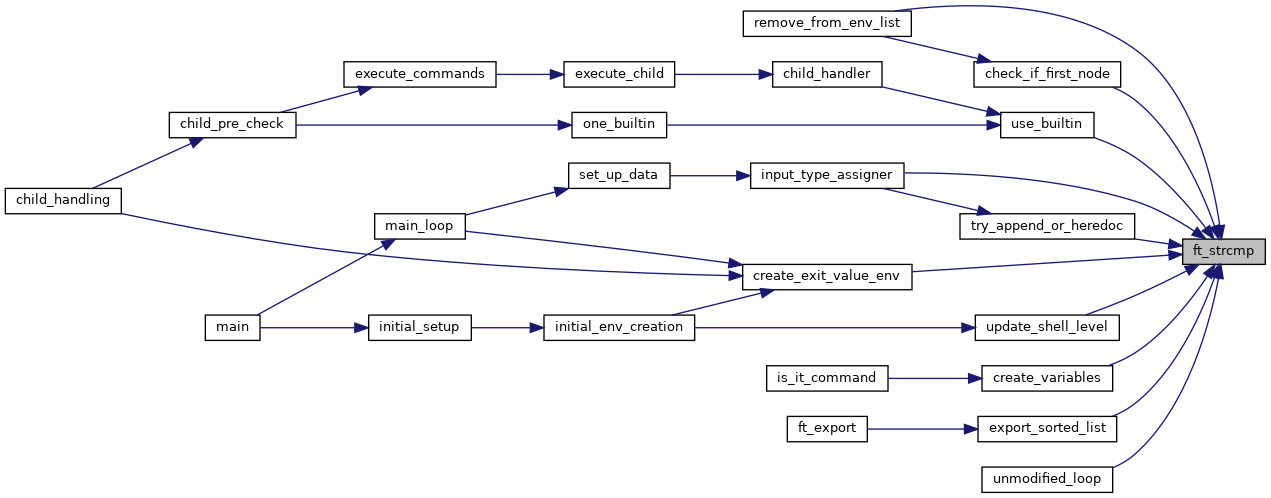 remove_from_env_list
execute_commands
execute_child
child_handler
check_if_first_node
child_pre_check
one_builtin
use_builtin
set_up_data
input_type_assigner
child_handling
main_loop
try_append_or_heredoc
ft_strcmp
create_exit_value_env
main
initial_setup
initial_env_creation
update_shell_level
is_it_command
create_variables
ft_export
export_sorted_list
unmodified_loop